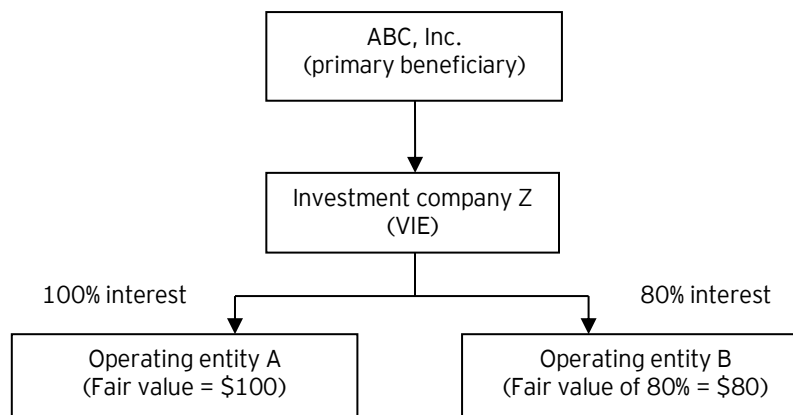 ABC, Inc.
(primary beneficiary)
Investment company Z
(VIE)
100% interest
80% interest
Operating entity A
(Fair value = $100)
Operating entity B
(Fair value of 80% = $80)